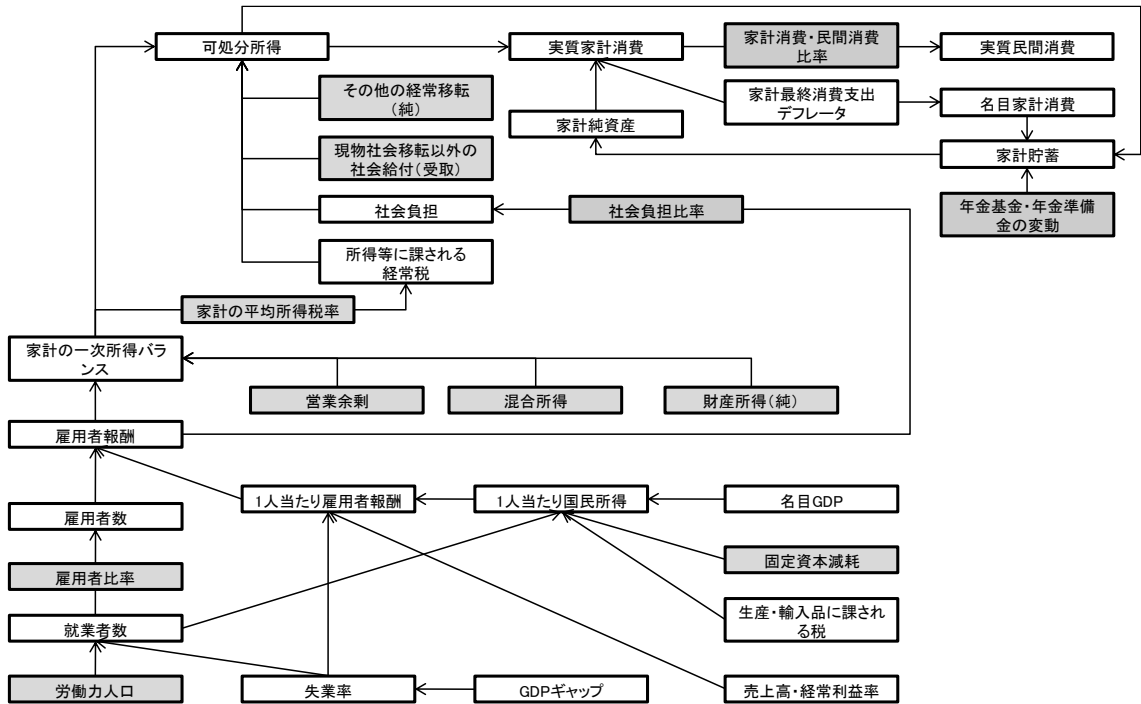 可処分所得
実質家計消費
家計消費・民間消費
比率
実質民間消費
その他の経常移転
(純)
家計最終消費支出
デフレータ
名目家計消費
家計純資産
現物社会移転以外の
社会給付(受取)
家計貯蓄
社会負担
社会負担比率
年金基金・年金準備
金の変動
所得等に課される
経常税
家計の平均所得税率
家計の一次所得バラ
ンス
営業余剰
混合所得
財産所得(純)
雇用者報酬
1人当たり雇用者報酬
1人当たり国民所得
名目GDP
雇用者数
固定資本減耗
雇用者比率
生産・輸入品に課され
る税
就業者数
労働力人口
失業率
GDPギャップ
売上高・経常利益率